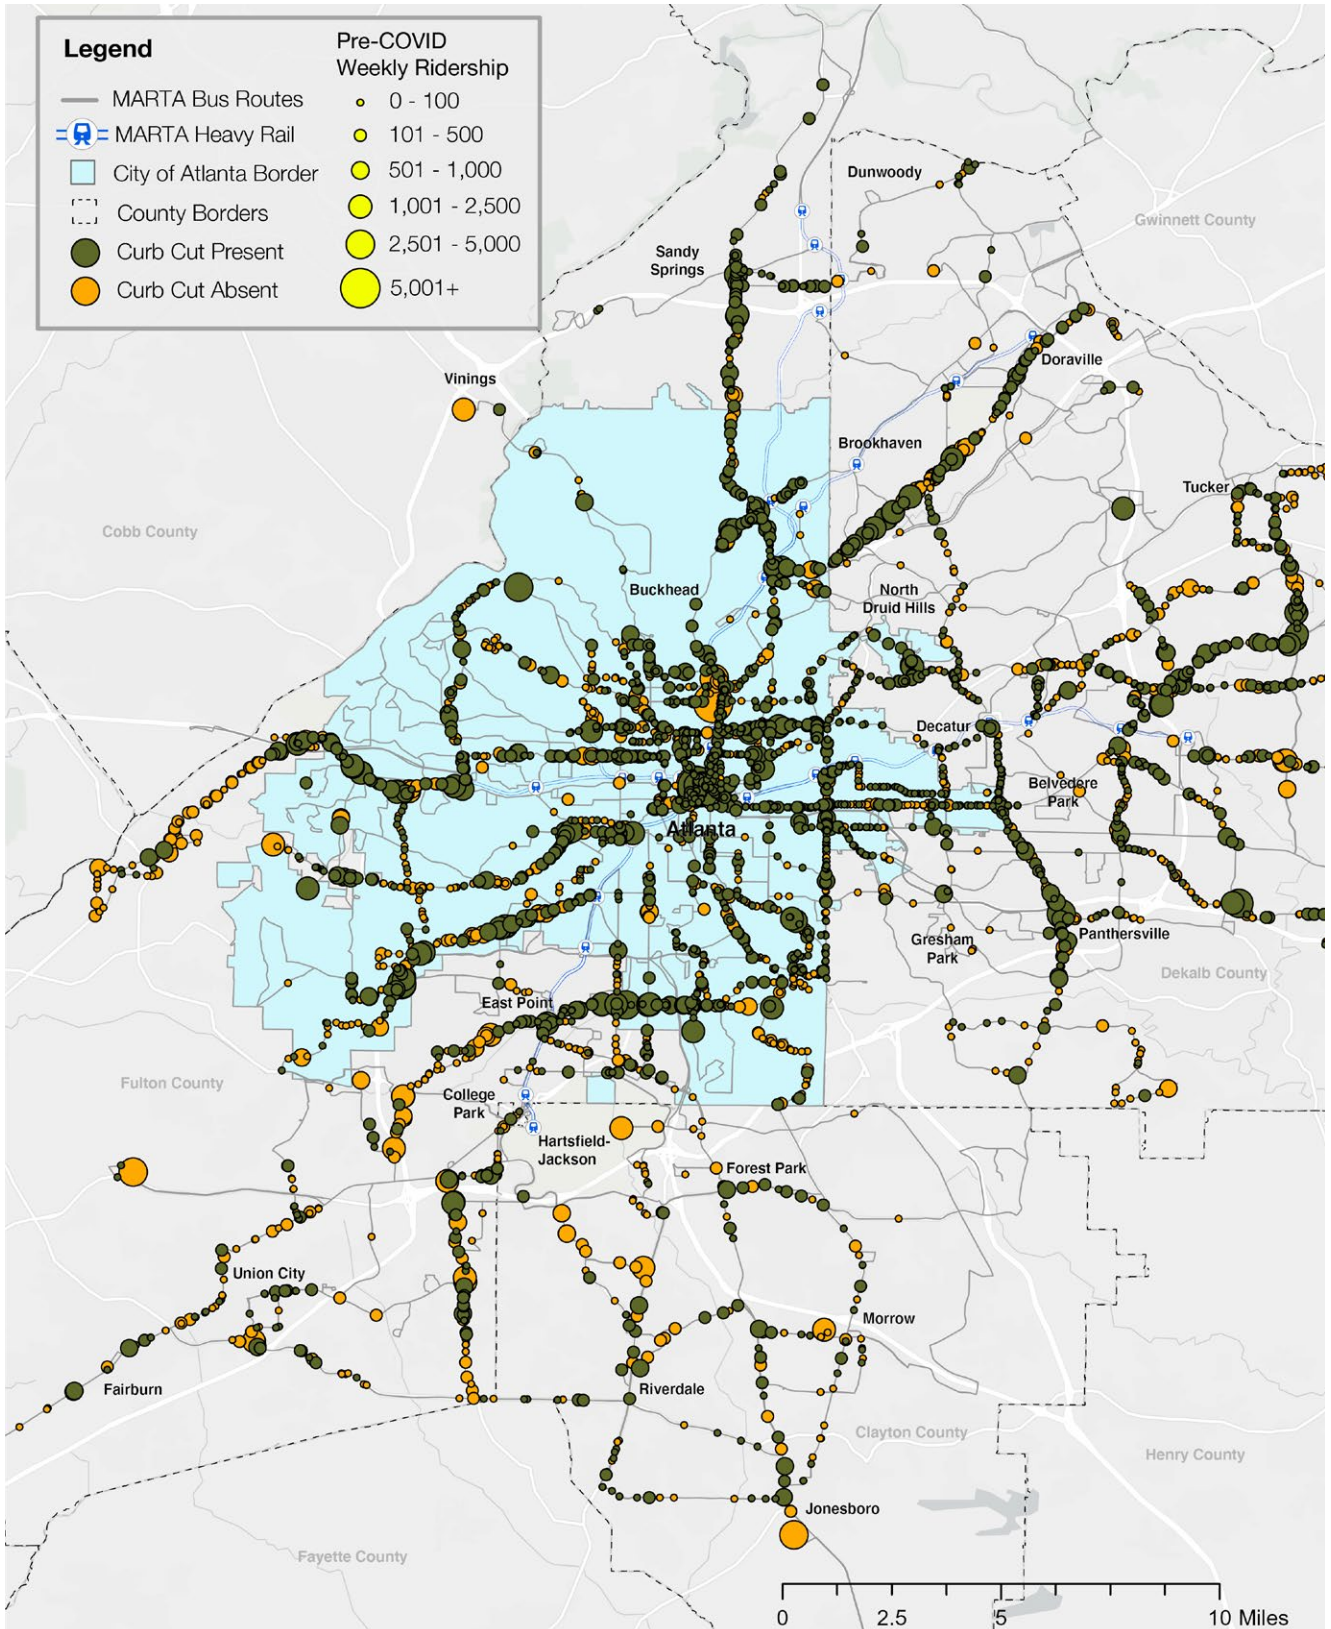 Legend
MARTA Bus Routes
MARTA Heavy Rail
City of Atlanta Border
County Borders
Curb Cut Present
Curb Cut Absent
Pre-COVID
Weekly Ridership
0 - 100
101 - 500
501 - 1,000
1,001 - 2,500
2,501 - 5,000
5,001+
Dunwoody
Gwinnett County
Sandy
Springs
Doraville
Vinings
Brookhaven
Tucker
Cobb County
Buckhead
North
Druid Hills
Decatur
Belvedere
Park
Atlanta
Gresham
Park
Panthersville
Dekalb County
East Point
Fulton County
College
Park
Hartsfield-
Jackson
Forest Park
Union City
Morrow
Fairburn
Riverdale
Clayton County
Henry County
Jonesboro
Fayette County
0 2.5 5 10 Miles